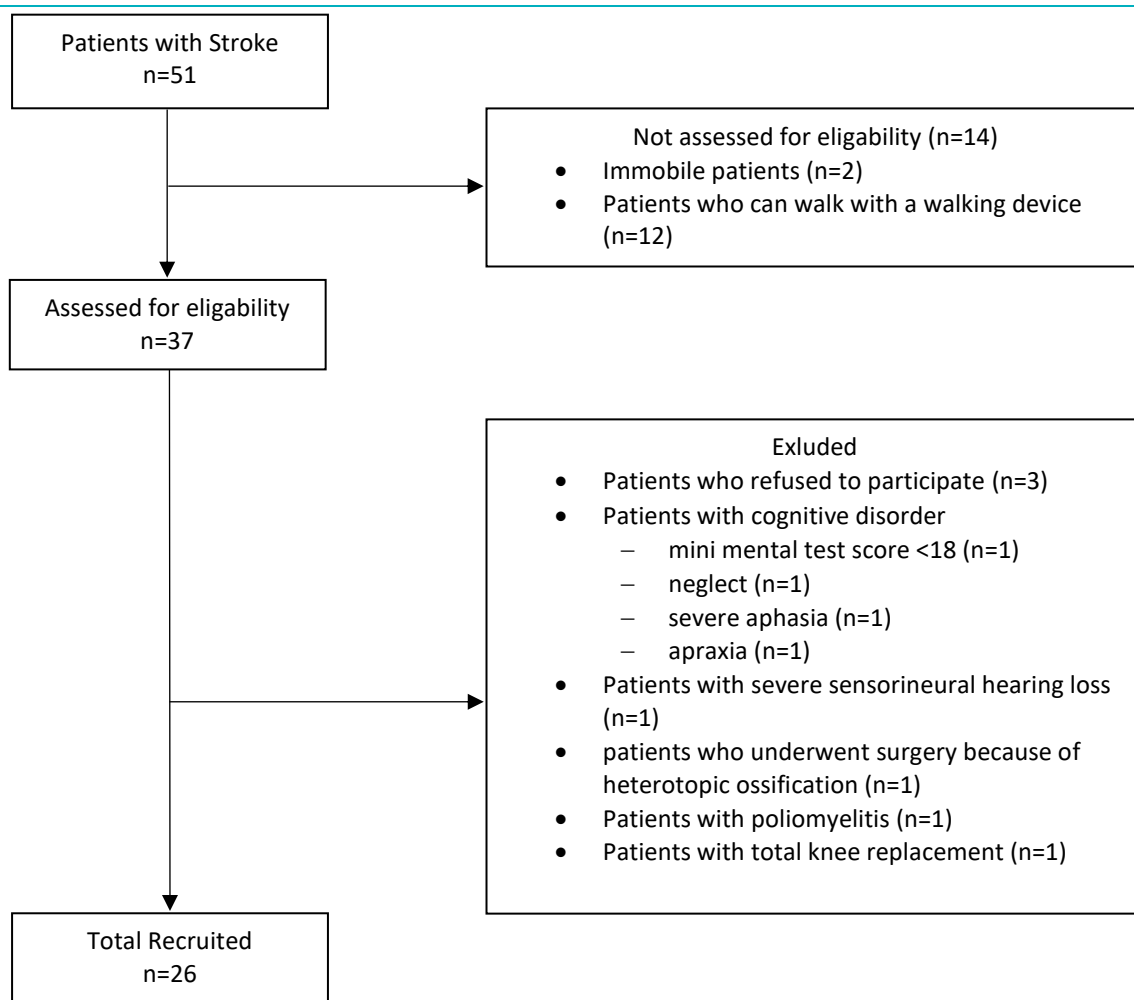 Patients with Stroke
n=51
Not assessed for eligability (n=14)
• Immobile patients (n=2)
• Patients who can walk with a walking device
(n=12)
Assessed for eligability
n=37
Exluded
• Patients who refused to participate (n=3)
• Patients with cognitive disorder
– mini mental test score <18 (n=1)
– neglect (n=1)
– severe aphasia (n=1)
– apraxia (n=1)
• Patients with severe sensorineural hearing loss
(n=1)
• patients who underwent surgery because of
heterotopic ossification (n=1)
• Patients with poliomyelitis (n=1)
• Patients with total knee replacement (n=1)
Total Recruited
n=26